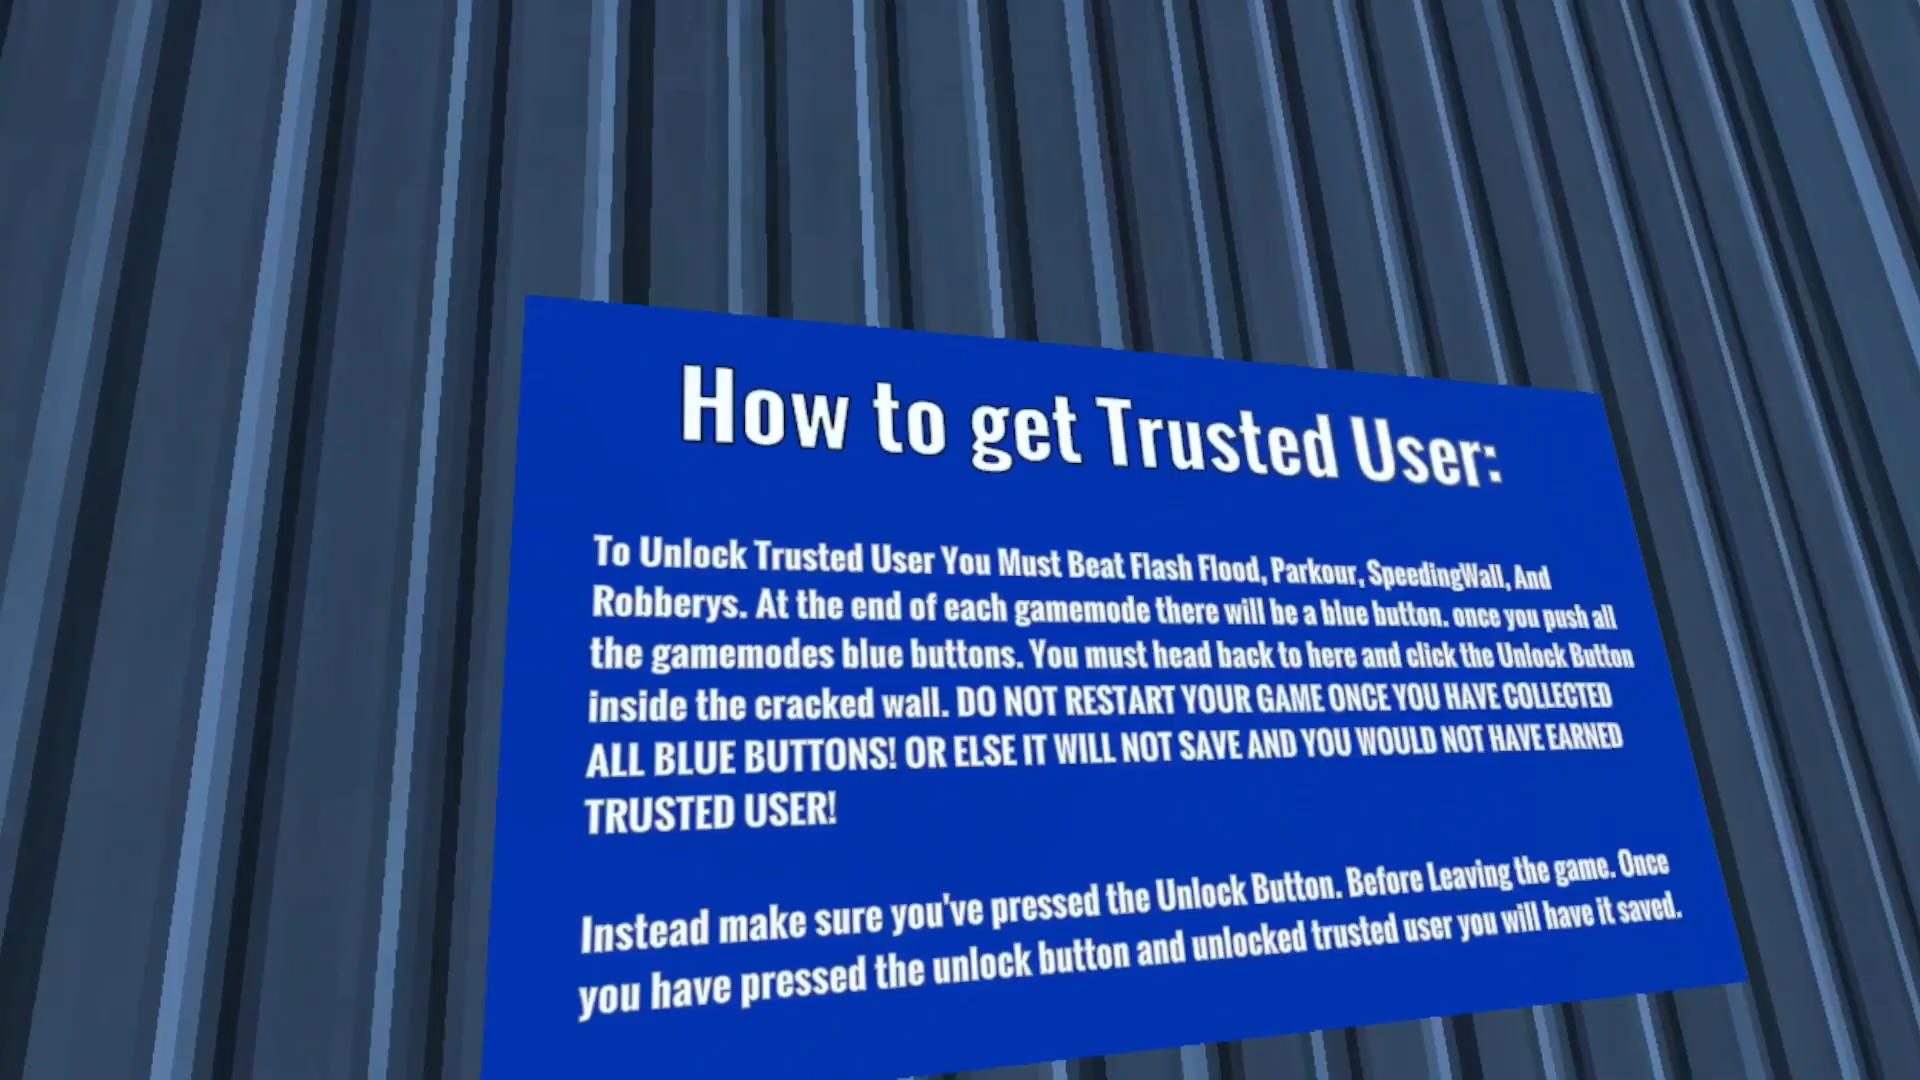 How to get Trusted User:
To Unlock Trusted User You Must Beat Flash Flood, Parkour, SpeedingWall, And
Robberys. At the end of each gamemode there will be a blue button. once you push all
the gamemodes blue buttons. You must head back to here and click the Unlock Button
inside the cracked wall. DO NOT RESTART YOUR GAME ONCE YOU HAVE COLLECTED
ALL BLUE BUTTONS! OR ELSE IT WILL NOT SAVE AND YOU WOULD NOT HAVE EARNED
TRUSTED USER!
Instead make sure you've pressed the Unlock Button. Before Leaving the game. Once
you have pressed the unlock button and unlocked trusted user you will have it saved.